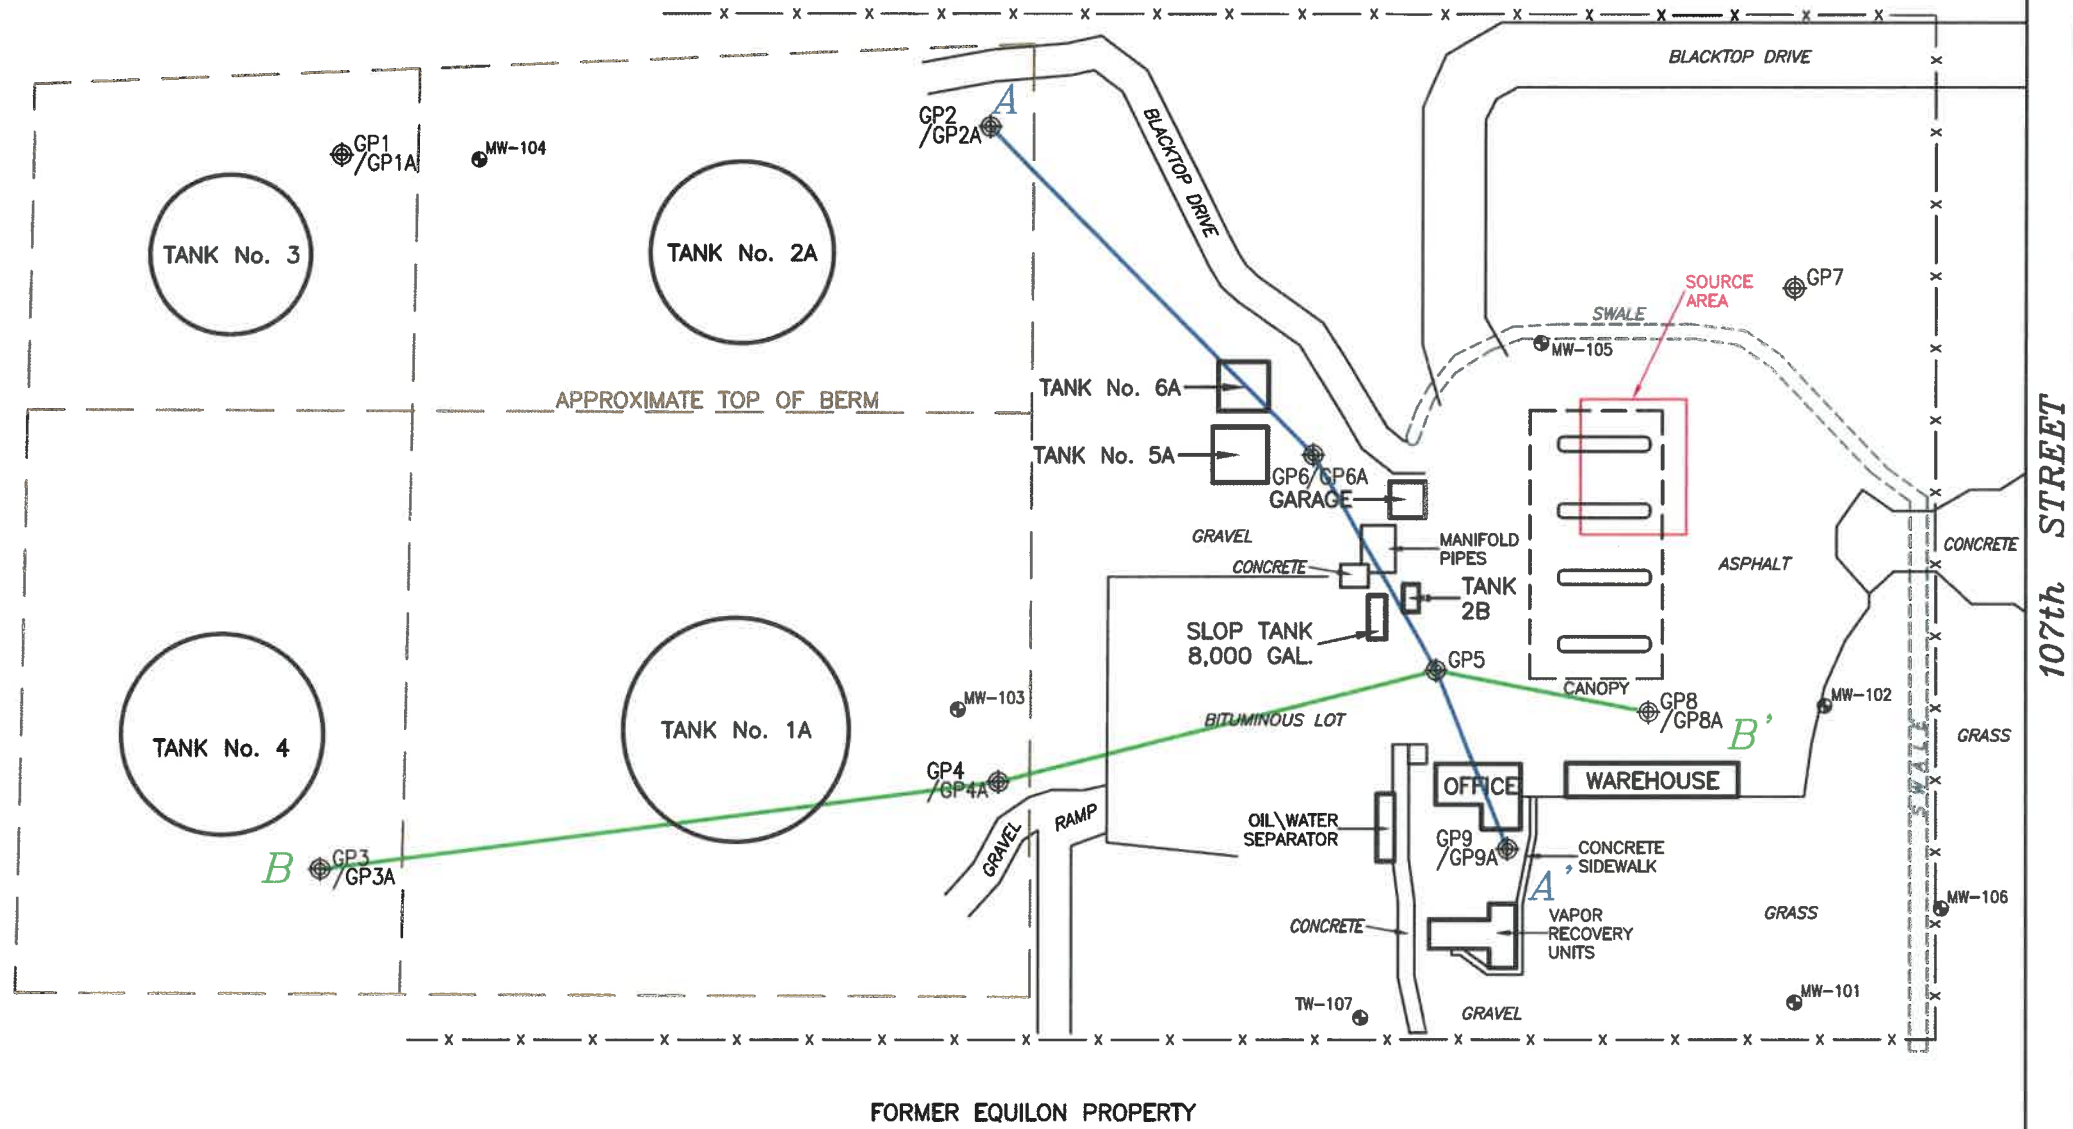 BLACKTOP DRIVE
A
GP2
/GP2A
BLACKTOP DRIVE
GP1
/GP1A
MW-104
TANK No. 3
TANK No. 2A
SOURCE
AREA
GP7
SWALE
MW-105
TANK No. 6A
APPROXIMATE TOP OF BERM
TANK No. 5A
GP6/GP6A
GARAGE
GRAVEL
MANIFOLD
PIPES
CONCRETE
ASPHALT
CONCRETE
107th STREET
TANK
2B
SLOP TANK
8,000 GAL.
GP5
CANOPY
GP8
/GP8A
B'
MW-102
MW-103
BITUMINOUS LOT
TANK No. 4
TANK No. 1A
GRASS
SWALE
GP4
/GP4A
OFFICE
WAREHOUSE
GRAVEL
RAMP
OIL\WATER
SEPARATOR
GP9
/GP9A
CONCRETE
SIDEWALK
B
GP3
/GP3A
A'
VAPOR
RECOVERY
UNITS
CONCRETE
GRASS
MW-106
TW-107
GRAVEL
MW-101
FORMER EQUILON PROPERTY